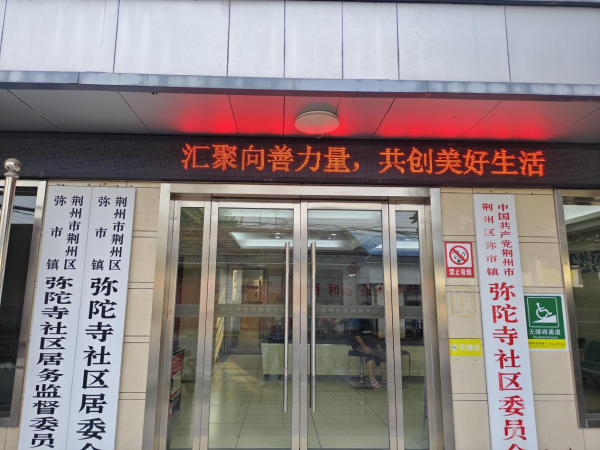 汇聚向善力量，共创美好生活
荆州市荆州区
弥市镇
弥陀寺社区居务监督委员
荆州市荆州区
弥市镇
弥陀寺社区居委会
中国共产党荆州市
荆州区弥市镇
弥陀寺社区委员会
禁止吸烟
无障碍通道